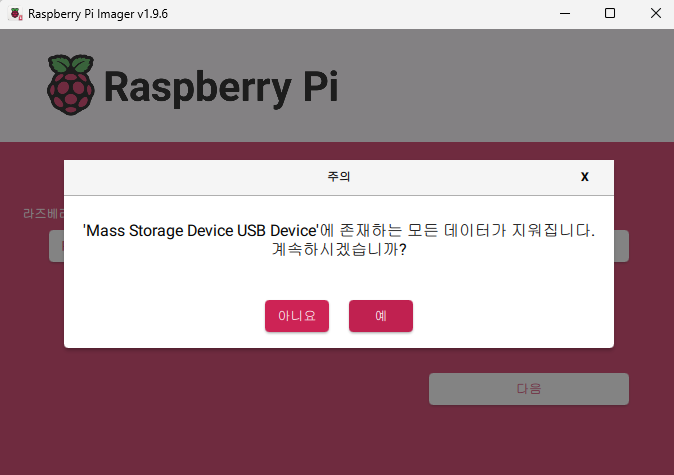 Raspberry Pi Imager v1.9.6
Raspberry Pi
주의
X
라즈베리
'Mass Storage Device USB Device'에 존재하는 모든 데이터가 지워집니다.
계속하시겠습니까?
아니요
예
다음